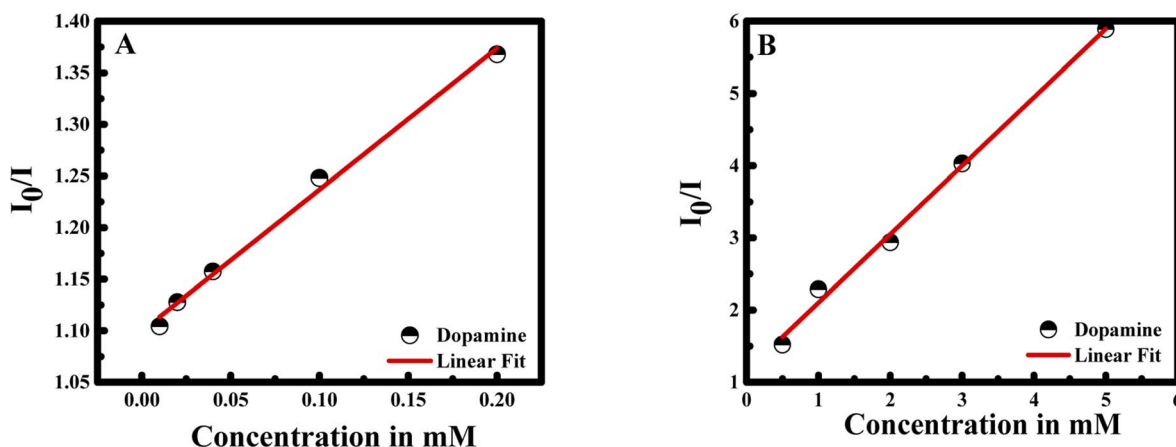 A
I0/I
1.40
1.35
1.30
1.25
1.20
1.15
1.10
1.05
Dopamine
Linear Fit
0.00 0.05 0.10 0.15 0.20
Concentration in mM
B
I0/I
6
5
4
3
2
1
Dopamine
Linear Fit
0 1 2 3 4 5 6
Concentration in mM